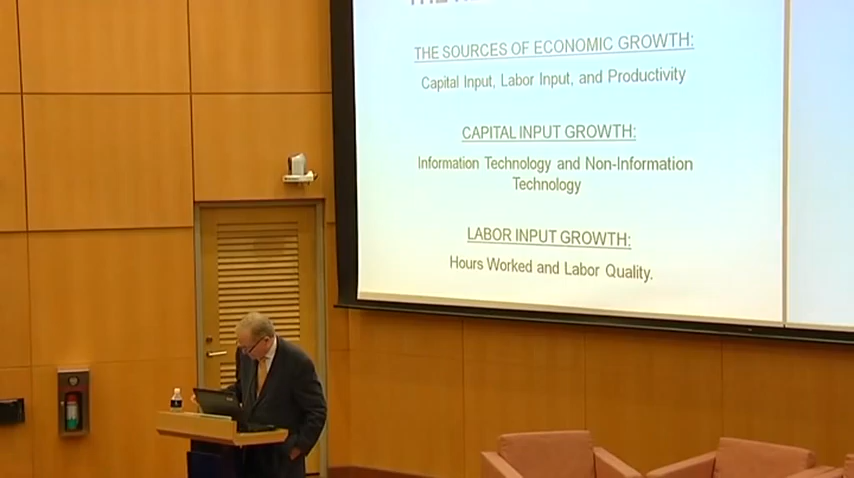 THE
THE SOURCES OF ECONOMIC GROWTH:
Capital Input, Labor Input, and Productivity
CAPITAL INPUT GROWTH:
Information Technology and Non-Information
Technology
LABOR INPUT GROWTH:
Hours Worked and Labor Quality.